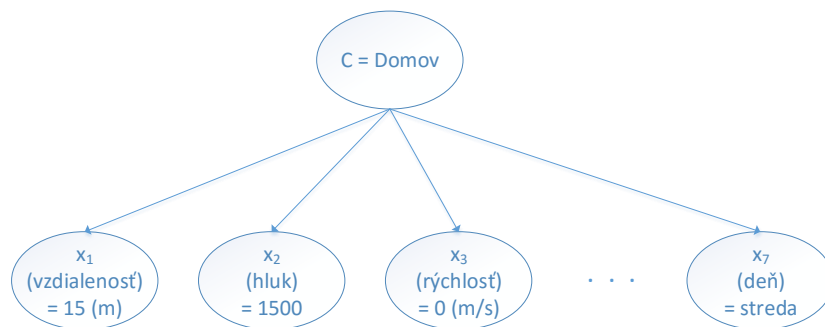 C = Domov
x₁
(vzdialenosť)
= 15 (m)
x₂
(hluk)
= 1500
x₃
(rýchlosť)
= 0 (m/s)
. . .
x₇
(deň)
= streda